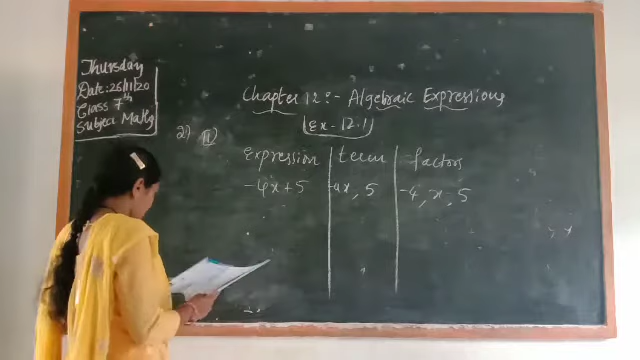 Thursday
Date:26/11/20
Class 7th
Subject Maths
Chapter 12:- Algebraic Expressions
Ex-12.1
2) ii)
Expression term factors
-4x+5 -4x, 5 -4, x, 5